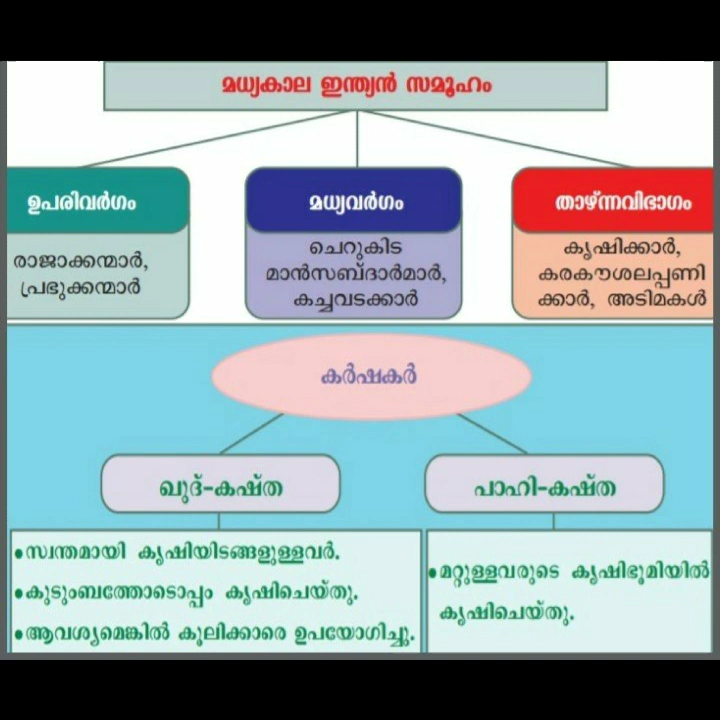 മധ്യകാല ഇന്ത്യൻ സമൂഹം
ഉപരിവർഗം
രാജാക്കന്മാർ,
പ്രഭുക്കന്മാർ
മധ്യവർഗം
ചെറുകിട
മാൻസബ്ദാർമാർ,
കച്ചവടക്കാർ
താഴ്ന്നവിഭാഗം
കൃഷിക്കാർ,
കരകൗശലപ്പണി
ക്കാർ, അടിമകൾ
കർഷകർ
ഖുദ്-കഷ്ത
•സ്വന്തമായി കൃഷിയിടങ്ങളുള്ളവർ.
•കുടുംബത്തോടൊപ്പം കൃഷിചെയ്തു.
•ആവശ്യമെങ്കിൽ കൂലിക്കാരെ ഉപയോഗിച്ചു.
പാഹി-കഷ്ത
•മറ്റുള്ളവരുടെ കൃഷിഭൂമിയിൽ
കൃഷിചെയ്തു.